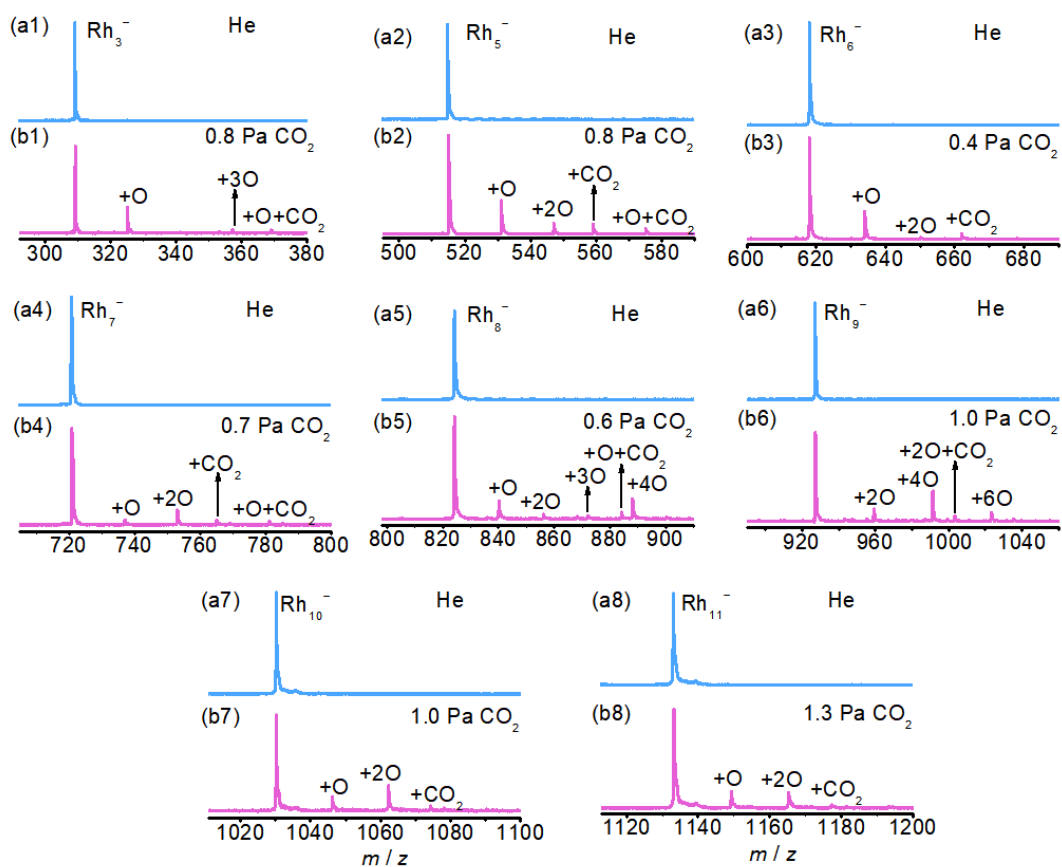 (a1) Rh₃⁻ He
(b1) 0.8 Pa CO₂
+O +3O +O+CO₂
300 320 340 360 380
(a2) Rh₅⁻ He
(b2) 0.8 Pa CO₂
+O +2O +CO₂ +O+CO₂
500 520 540 560 580
(a3) Rh₆⁻ He
(b3) 0.4 Pa CO₂
+O +2O +CO₂
600 620 640 660 680
(a4) Rh₇⁻ He
(b4) 0.7 Pa CO₂
+O +2O +CO₂ +O+CO₂
720 740 760 780 800
(a5) Rh₈⁻ He
(b5) 0.6 Pa CO₂
+O +2O +3O +O+CO₂ +4O
800 820 840 860 880 900
(a6) Rh₉⁻ He
(b6) 1.0 Pa CO₂
+2O +4O +2O+CO₂ +6O
920 960 1000 1040
(a7) Rh₁₀⁻ He
(b7) 1.0 Pa CO₂
+O +2O +CO₂
1020 1040 1060 1080 1100
m / z
(a8) Rh₁₁⁻ He
(b8) 1.3 Pa CO₂
+O +2O +CO₂
1120 1140 1160 1180 1200
m / z